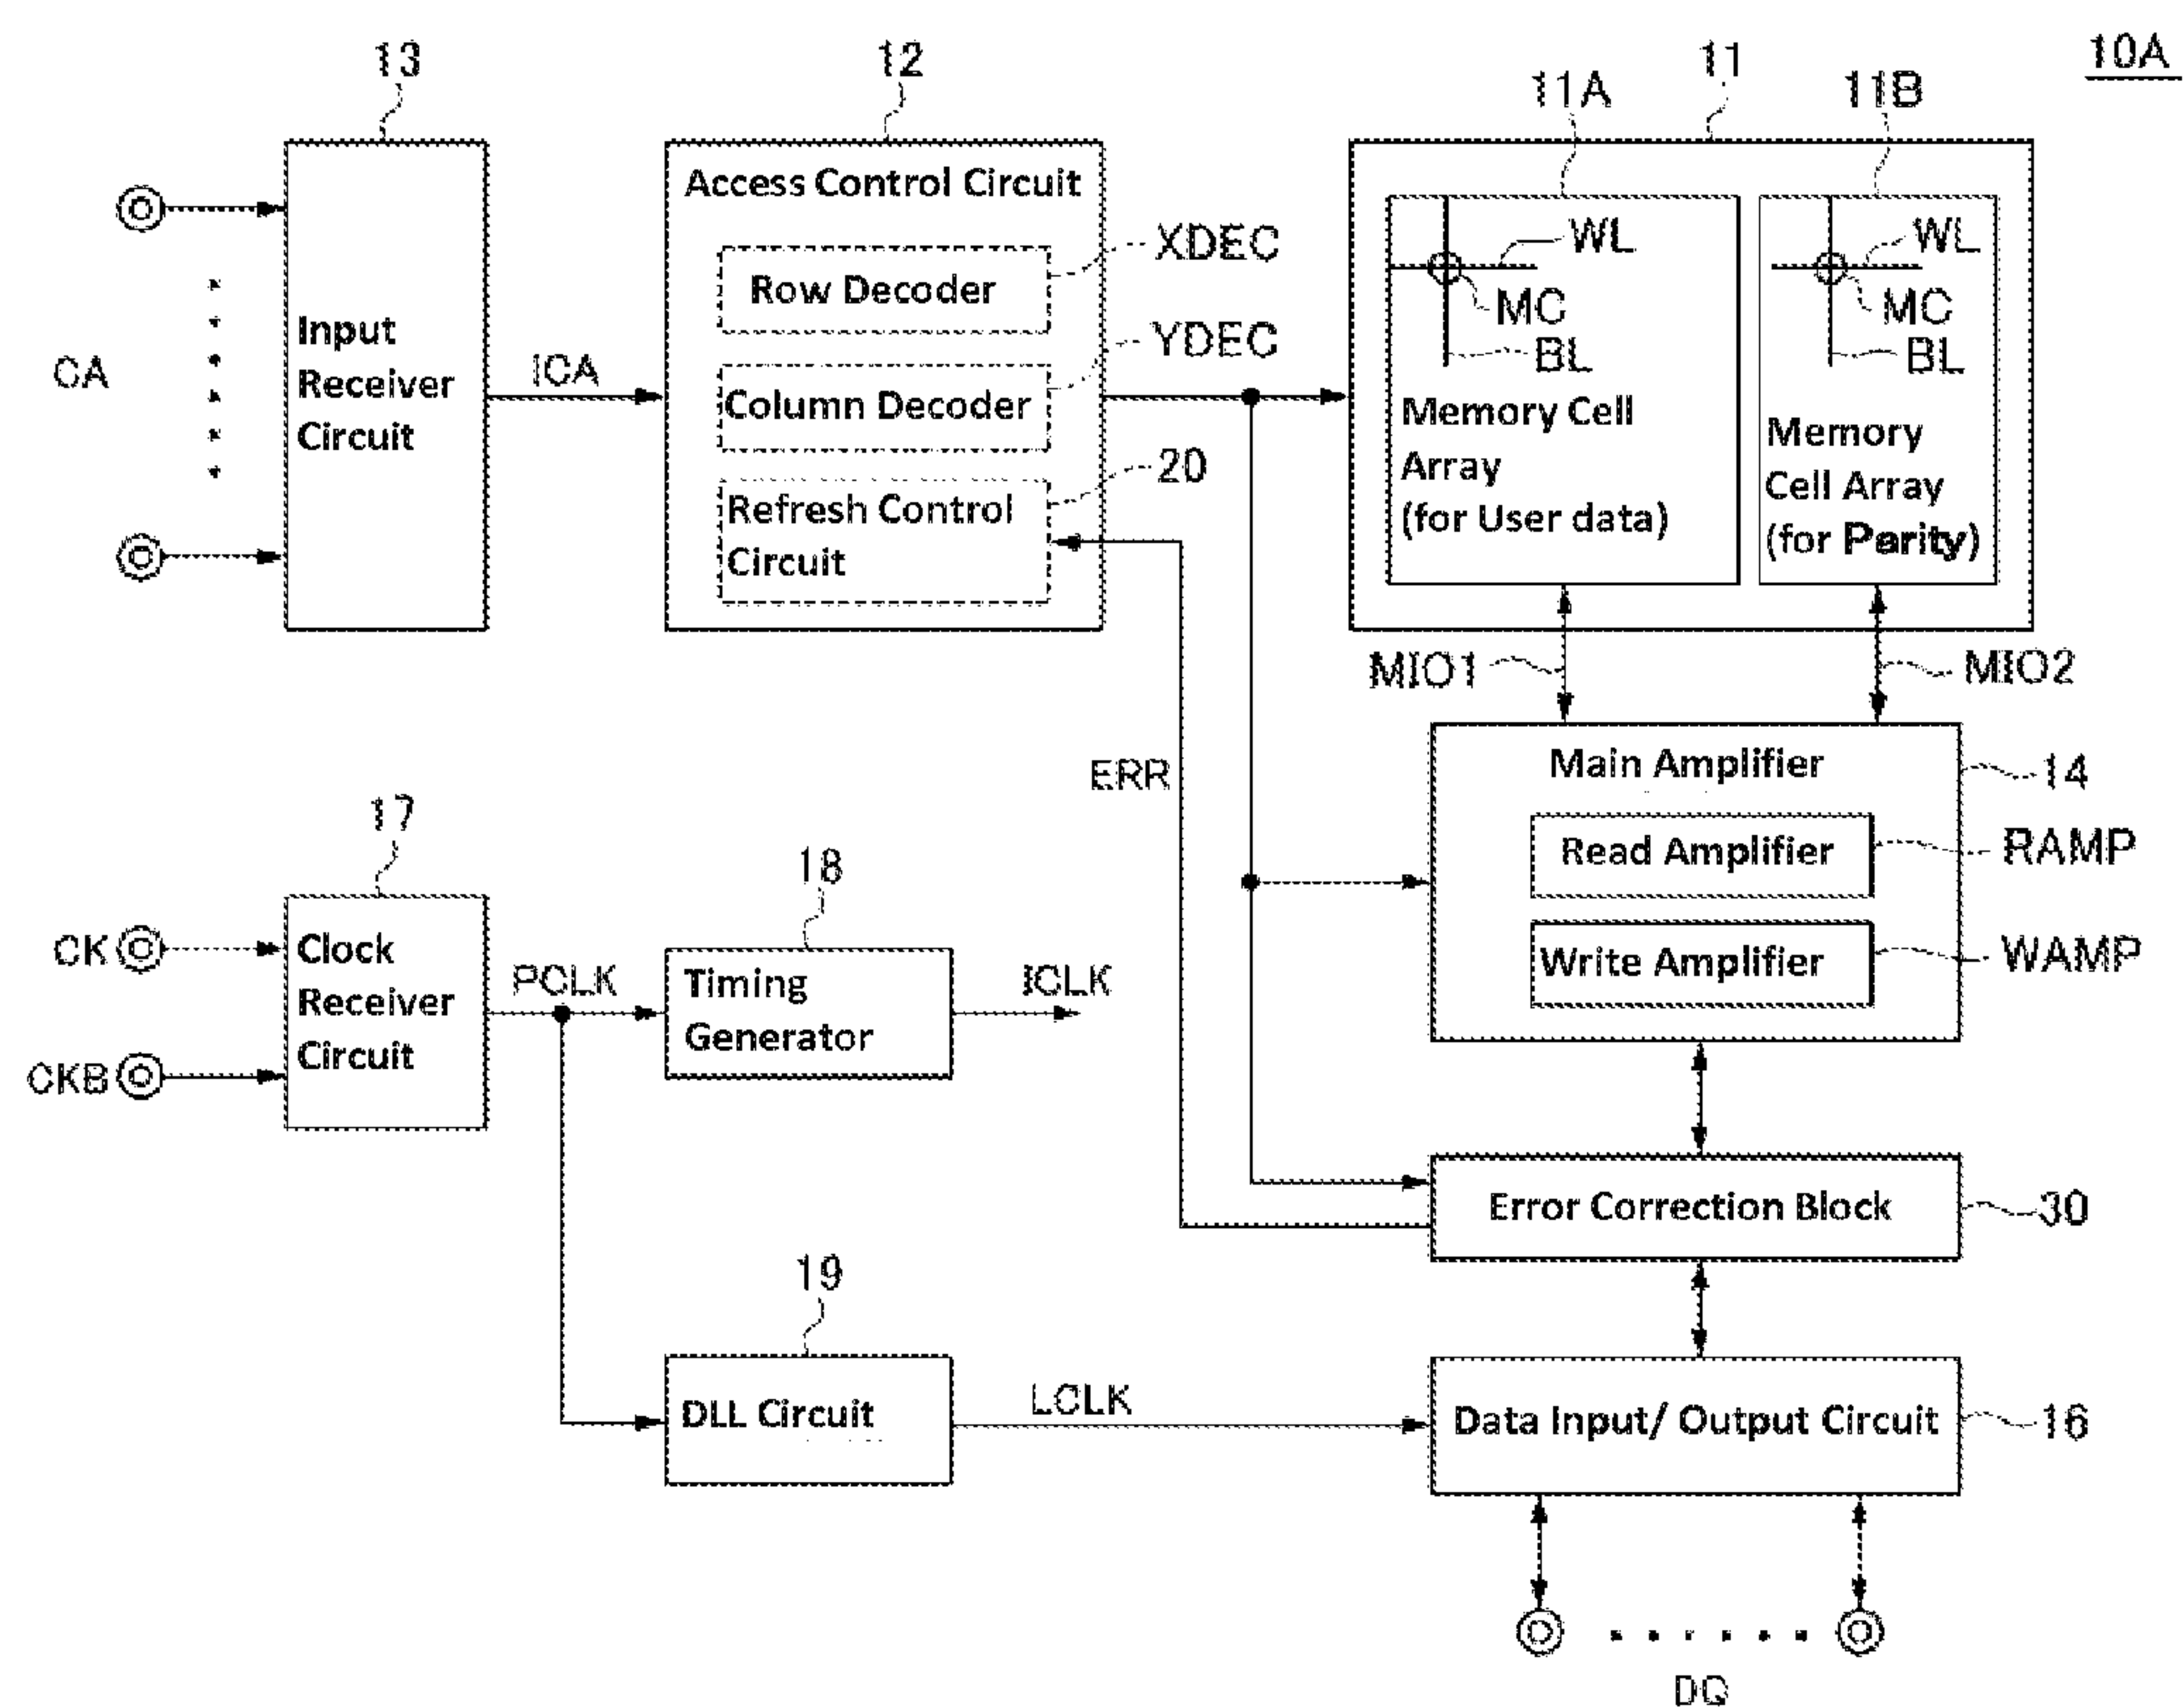 10A
13
12
11
11A
11B
Access Control Circuit
XDEC
Row Decoder
YDEC
Column Decoder
20
Refresh Control
Circuit
CA
Input
Receiver
Circuit
ICA
WL
MC
BL
Memory Cell
Array
(for User data)
WL
MC
BL
Memory
Cell Array
(for Parity)
MIO1
MIO2
ERR
Main Amplifier
14
Read Amplifier
RAMP
Write Amplifier
WAMP
17
18
CK
CKB
Clock
Receiver
Circuit
PCLK
Timing
Generator
ICLK
Error Correction Block
30
19
DLL Circuit
LCLK
Data Input/ Output Circuit
16
DQ